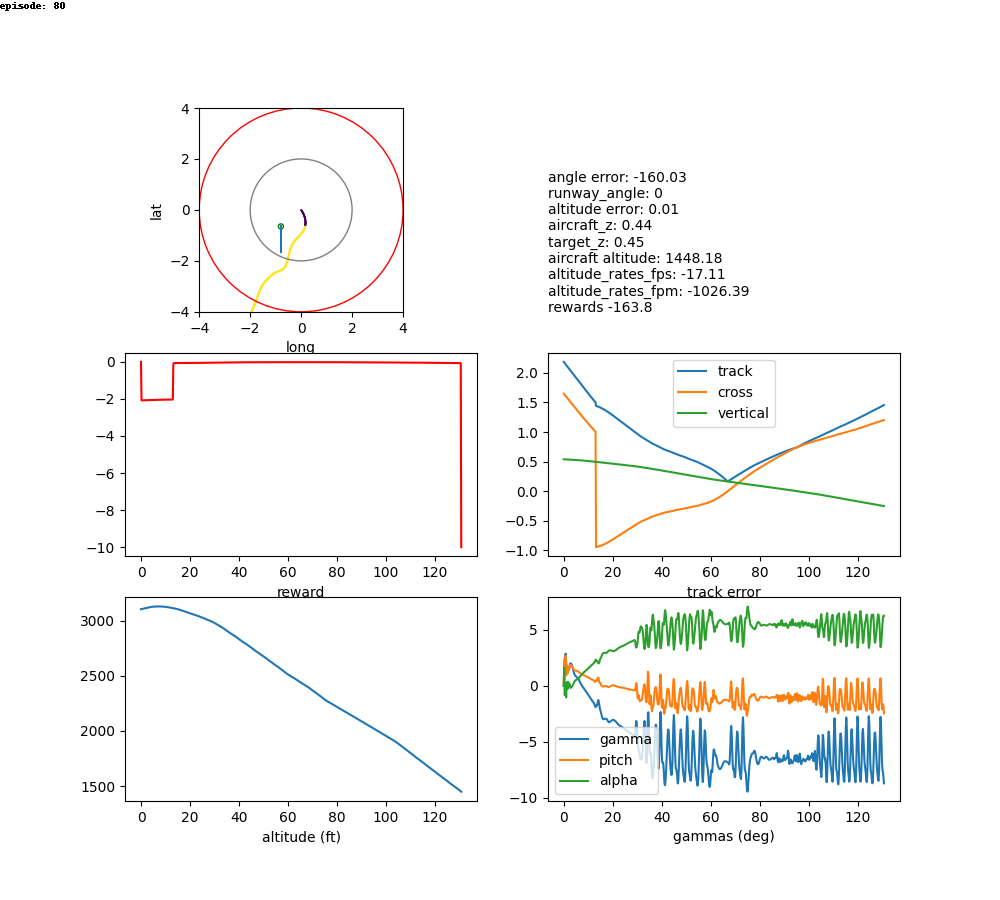 episode: 80
4
2
0
−2
−4
lat
−4 −2 0 2 4
long
angle error: -160.03
runway_angle: 0
altitude error: 0.01
aircraft_z: 0.44
target_z: 0.45
aircraft altitude: 1448.18
altitude_rates_fps: -17.11
altitude_rates_fpm: -1026.39
rewards -163.8
0
−2
−4
−6
−8
−10
0 20 40 60 80 100 120
reward
2.0
1.5
1.0
0.5
0.0
−0.5
−1.0
track
cross
vertical
0 20 40 60 80 100 120
track error
3000
2500
2000
1500
0 20 40 60 80 100 120
altitude (ft)
5
0
−5
−10
gamma
pitch
alpha
0 20 40 60 80 100 120
gammas (deg)